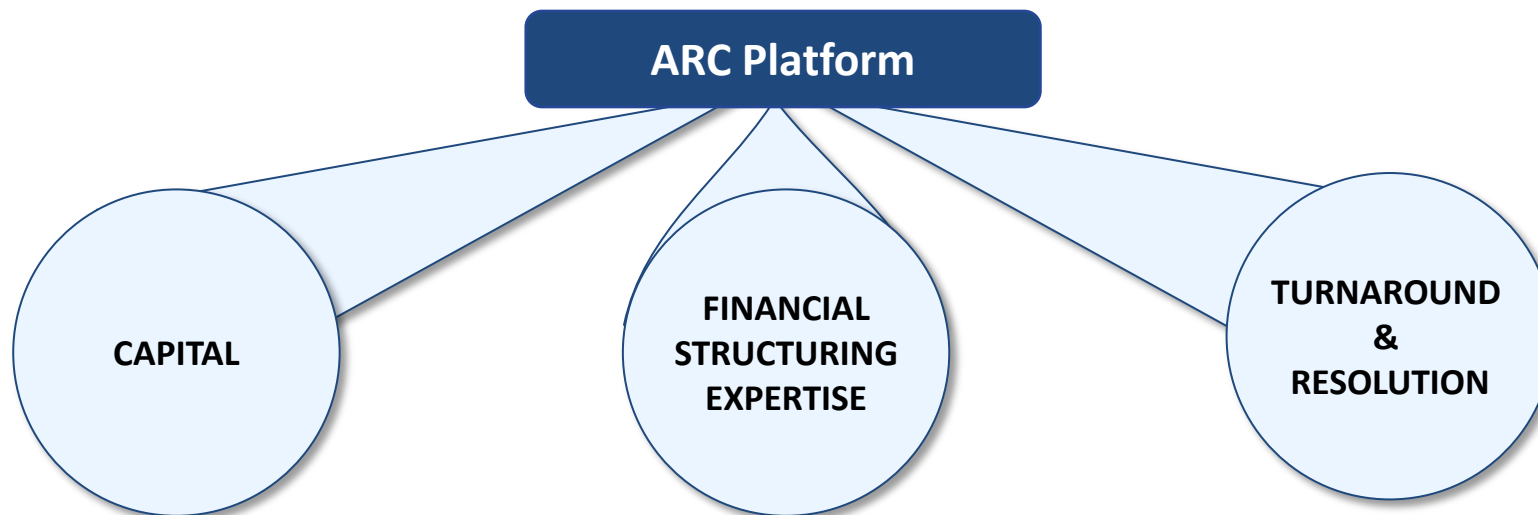 ARC Platform
CAPITAL
FINANCIAL
STRUCTURING
EXPERTISE
TURNAROUND
&
RESOLUTION